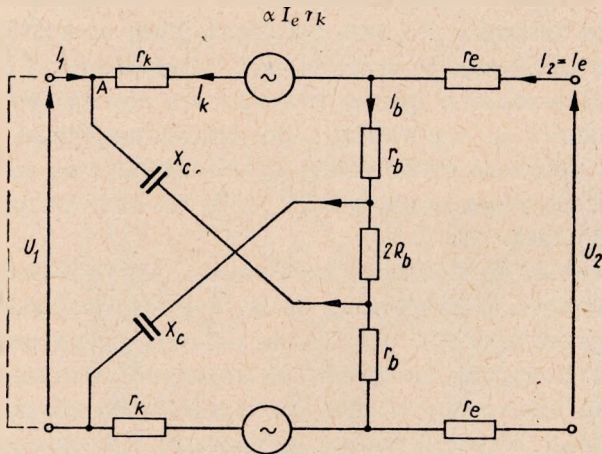 α I_e r_k
I_1 r_k r_e I_2 = I_e
A I_k I_b
X_c r_b
U_1 2R_b U_2
X_c r_b
r_k r_e
~
~